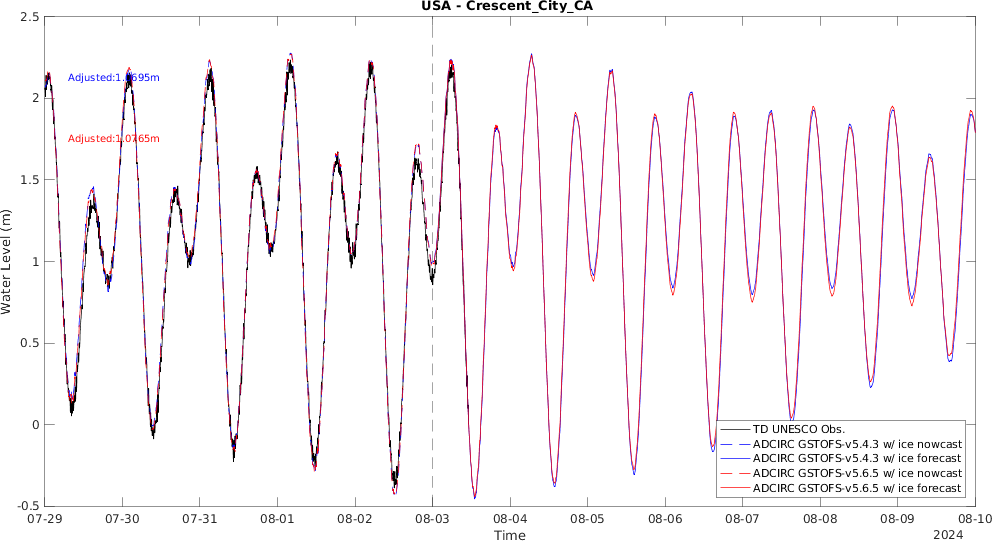 USA - Crescent_City_CA
2.5
2
1.5
1
0.5
0
-0.5
Water Level (m)
Adjusted:1.0695m
Adjusted:1.0765m
TD UNESCO Obs.
ADCIRC GSTOFS-v5.4.3 w/ ice nowcast
ADCIRC GSTOFS-v5.4.3 w/ ice forecast
ADCIRC GSTOFS-v5.6.5 w/ ice nowcast
ADCIRC GSTOFS-v5.6.5 w/ ice forecast
07-29 07-30 07-31 08-01 08-02 08-03 08-04 08-05 08-06 08-07 08-08 08-09 08-10
Time
2024